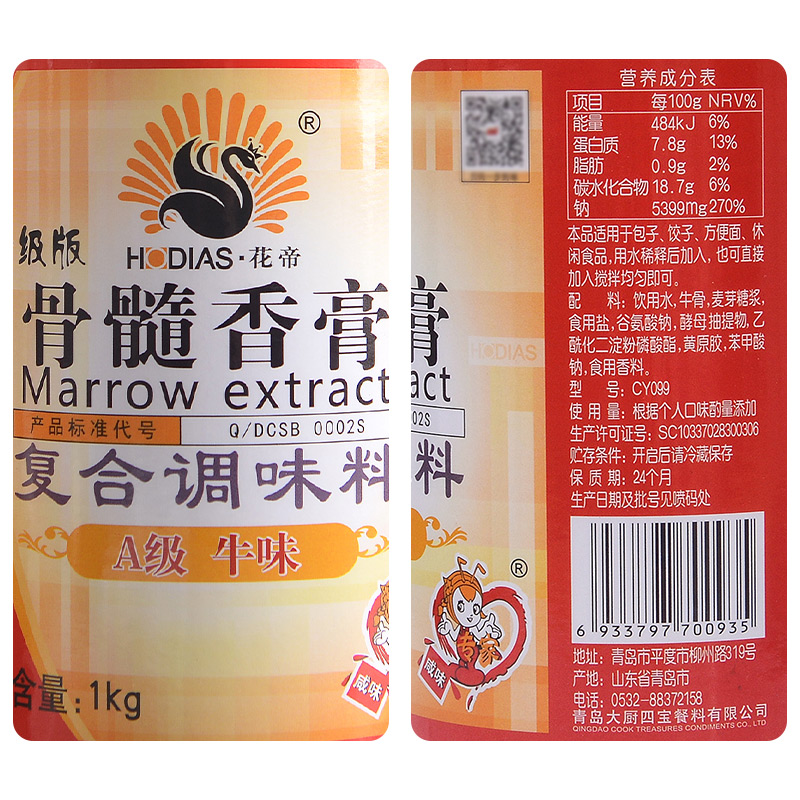 ®
HODIAS·花帝
级版
骨髓香膏
Marrow extract
产品标准代号 Q/DCSB 0002S
复合调味料
A级 牛味
咸味
含量:1kg
营养成分表
项目 每100g NRV%
能量 484kJ 6%
蛋白质 7.8g 13%
脂肪 0.9g 2%
碳水化合物 18.7g 6%
钠 5399mg 270%
本品适用于包子、饺子、方便面、休
闲食品,用水稀释后加入,也可直接
加入搅拌均匀即可。
配 料:饮用水,牛骨,麦芽糖浆,
食用盐,谷氨酸钠,酵母抽提物,乙
酰化二淀粉磷酸酯,黄原胶,苯甲酸
钠,食用香料。
型 号:CY099
使 用 量:根据个人口味酌量添加
生产许可证号:SC10337028300306
贮存条件:开启后请冷藏保存
保 质 期:24个月
生产日期及批号见喷码处
膏
HODIAS
act
02S
料
®
专家
咸味
6 933797 700935
地址:青岛市平度市柳州路319号
产地:山东省青岛市
电话:0532-88372158
青岛大厨四宝餐料有限公司
QINGDAO COOK TREASURES CONDIMENTS CO.,LTD